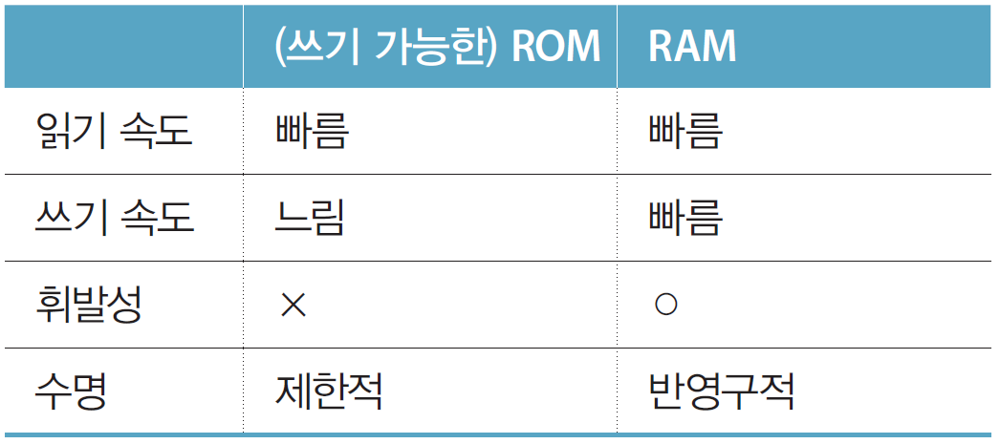 (쓰기 가능한) ROM RAM
읽기 속도 빠름 빠름
쓰기 속도 느림 빠름
휘발성 × ○
수명 제한적 반영구적